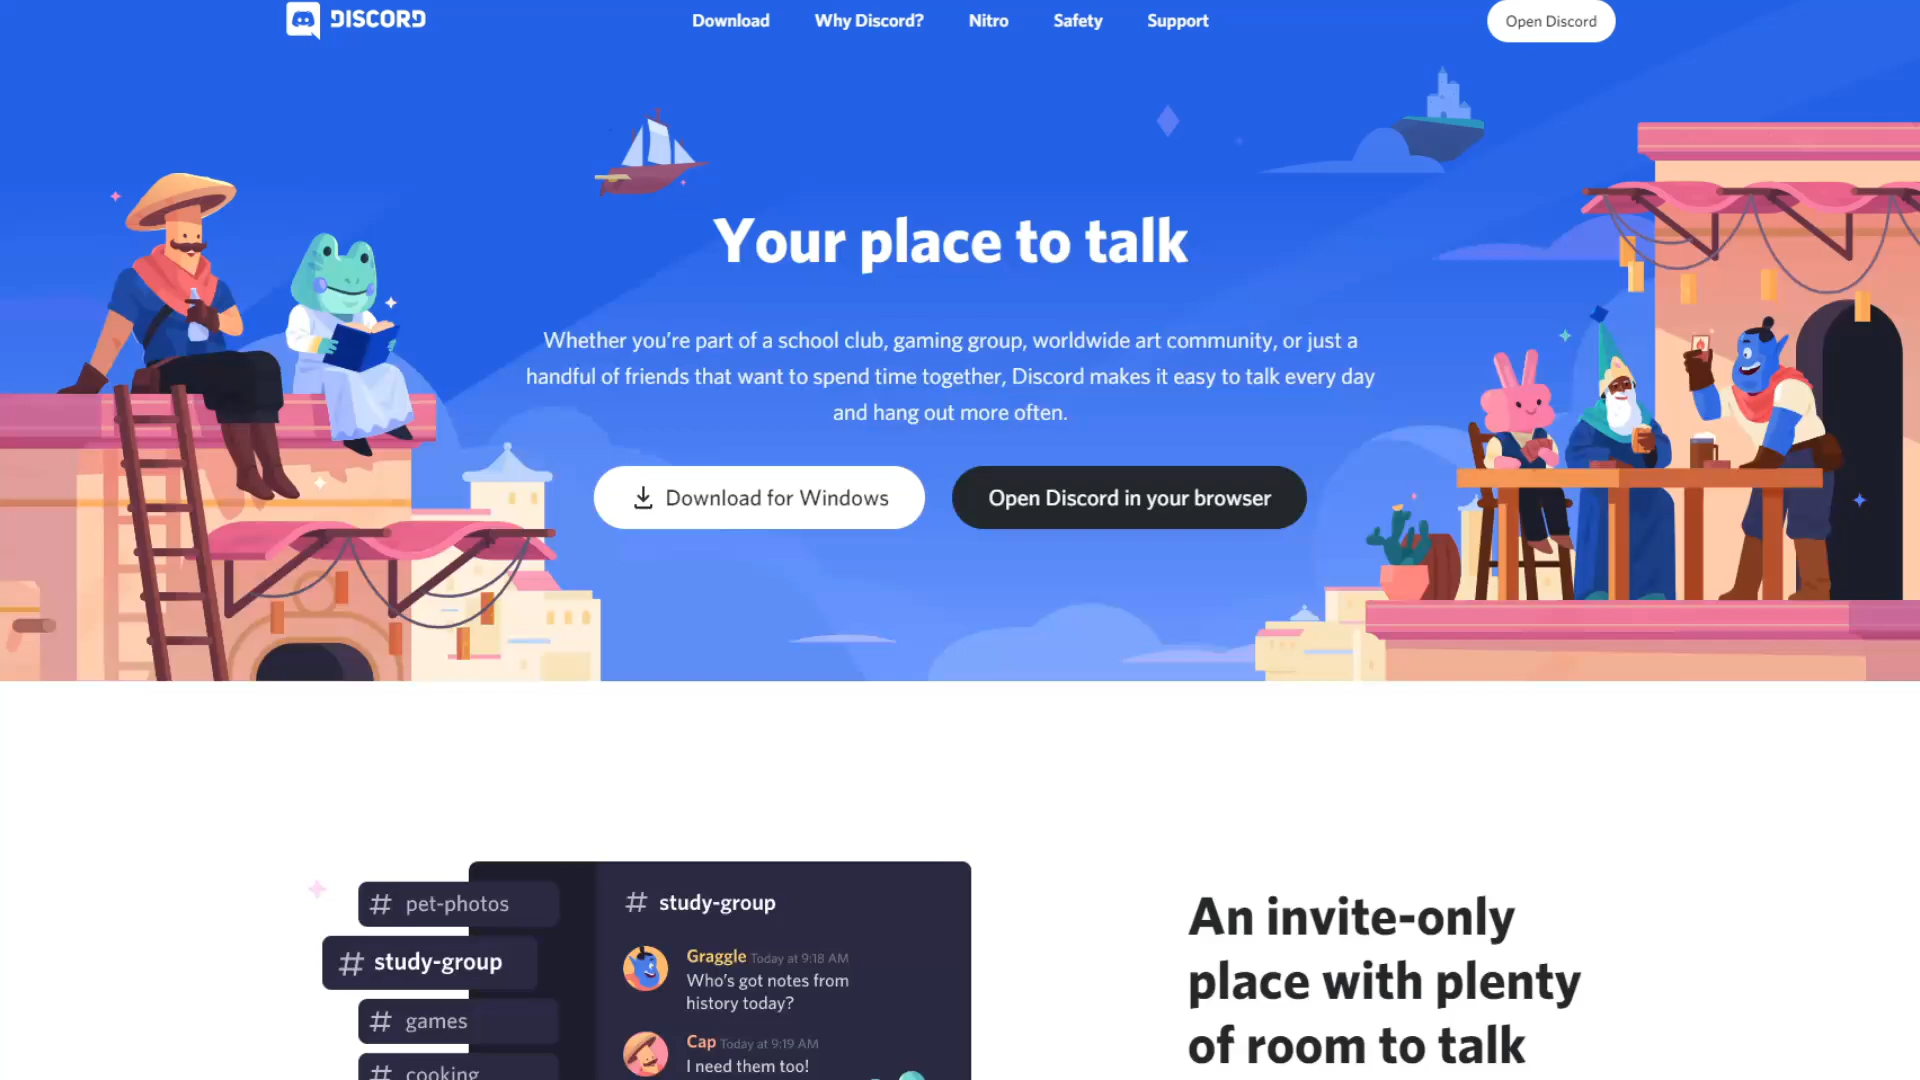 DISCORD
Download
Why Discord?
Nitro
Safety
Support
Open Discord
Your place to talk
Whether you’re part of a school club, gaming group, worldwide art community, or just a
handful of friends that want to spend time together, Discord makes it easy to talk every day
and hang out more often.
Download for Windows
Open Discord in your browser
# pet-photos
# study-group
# games
# cooking
# study-group
Graggle Today at 9:18 AM
Who’s got notes from
history today?
Cap Today at 9:19 AM
I need them too!
An invite-only
place with plenty
of room to talk